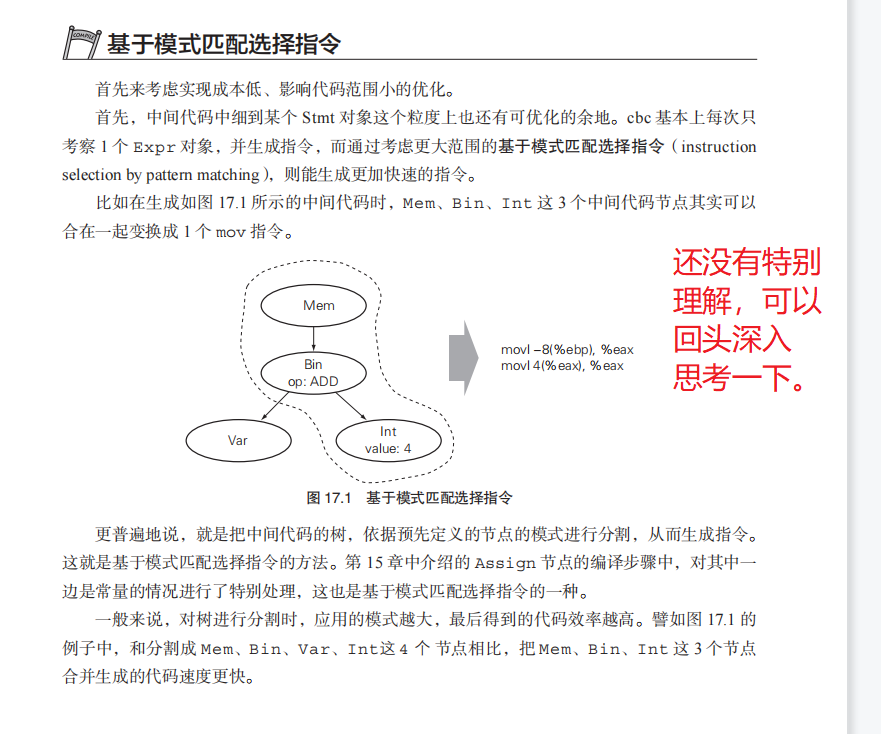 COMPILE
基于模式匹配选择指令
首先来考虑实现成本低、影响代码范围小的优化。
首先，中间代码中细到某个 Stmt 对象这个粒度上也还有可优化的余地。cbc 基本上每次只
考察 1 个 Expr 对象，并生成指令，而通过考虑更大范围的基于模式匹配选择指令（instruction
selection by pattern matching），则能生成更加快速的指令。
比如在生成如图 17.1 所示的中间代码时，Mem、Bin、Int 这 3 个中间代码节点其实可以
合在一起变换成 1 个 mov 指令。
还没有特别
理解，可以
回头深入
思考一下。
Mem
Bin
op: ADD
Var
Int
value: 4
movl –8(%ebp), %eax
movl 4(%eax), %eax
图 17.1 基于模式匹配选择指令
更普遍地说，就是把中间代码的树，依据预先定义的节点的模式进行分割，从而生成指令。
这就是基于模式匹配选择指令的方法。第 15 章中介绍的 Assign 节点的编译步骤中，对其中一
边是常量的情况进行了特别处理，这也是基于模式匹配选择指令的一种。
一般来说，对树进行分割时，应用的模式越大，最后得到的代码效率越高。譬如图 17.1 的
例子中，和分割成 Mem、Bin、Var、Int这 4 个 节点相比，把 Mem、Bin、Int 这 3 个节点
合并生成的代码速度更快。